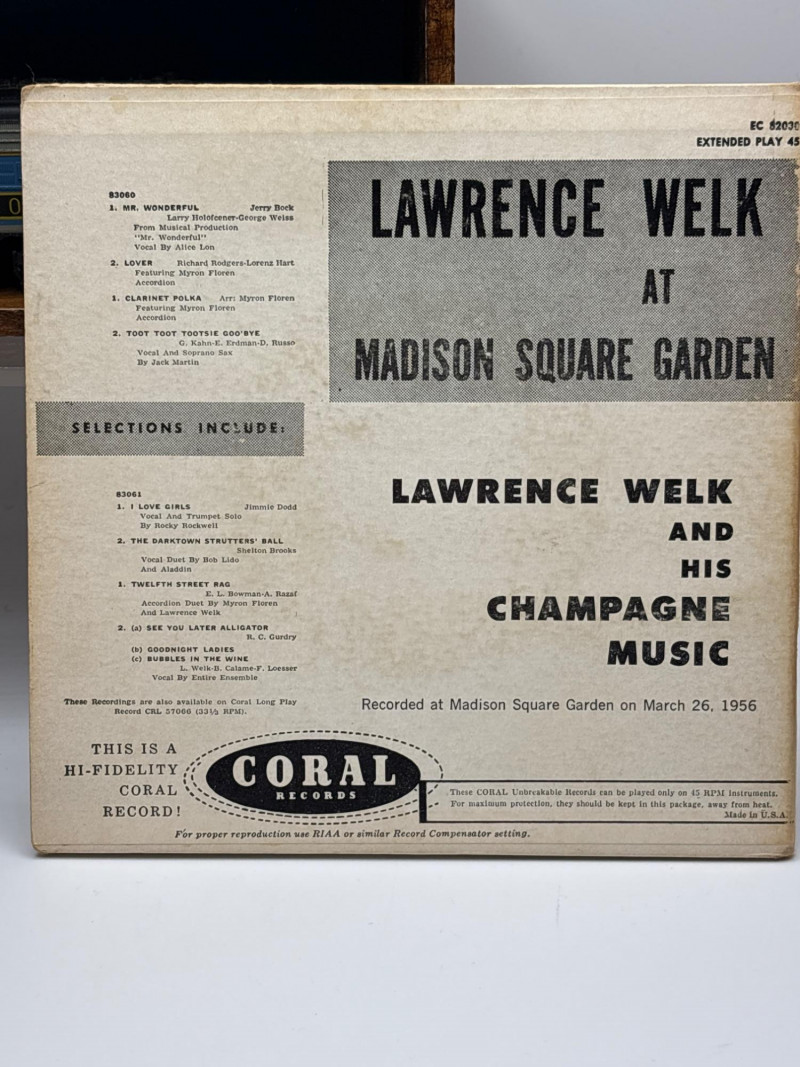 EC 82030
EXTENDED PLAY 45
LAWRENCE WELK
AT
MADISON SQUARE GARDEN
83060
1. MR. WONDERFUL Jerry Bock
Larry Holofcener-George Weiss
From Musical Production
"Mr. Wonderful"
Vocal By Alice Lon
2. LOVER Richard Rodgers-Lorenz Hart
Featuring Myron Floren
Accordion
1. CLARINET POLKA Arr: Myron Floren
Featuring Myron Floren
Accordion
2. TOOT TOOT TOOTSIE GOO'BYE
G. Kahn-E. Erdman-D. Russo
Vocal And Soprano Sax
By Jack Martin
SELECTIONS INCLUDE:
83061
1. I LOVE GIRLS Jimmie Dodd
Vocal And Trumpet Solo
By Rocky Rockwell
2. THE DARKTOWN STRUTTERS' BALL
Shelton Brooks
Vocal Duet By Bob Lido
And Aladdin
1. TWELFTH STREET RAG
E. L. Bowman-A. Razaf
Accordion Duet By Myron Floren
And Lawrence Welk
2. (a) SEE YOU LATER ALLIGATOR
R. C. Gurdry
(b) GOODNIGHT LADIES
(c) BUBBLES IN THE WINE
L. Welk-B. Calame-F. Loesser
Vocal By Entire Ensemble
These Recordings are also available on Coral Long Play
Record CRL 57066 (33⅓ RPM).
LAWRENCE WELK
AND
HIS
CHAMPAGNE
MUSIC
Recorded at Madison Square Garden on March 26, 1956
THIS IS A
HI-FIDELITY
CORAL
RECORD!
CORAL
RECORDS
These CORAL Unbreakable Records can be played only on 45 RPM instruments.
For maximum protection, they should be kept in this package, away from heat.
Made in U.S.A.
For proper reproduction use RIAA or similar Record Compensator setting.